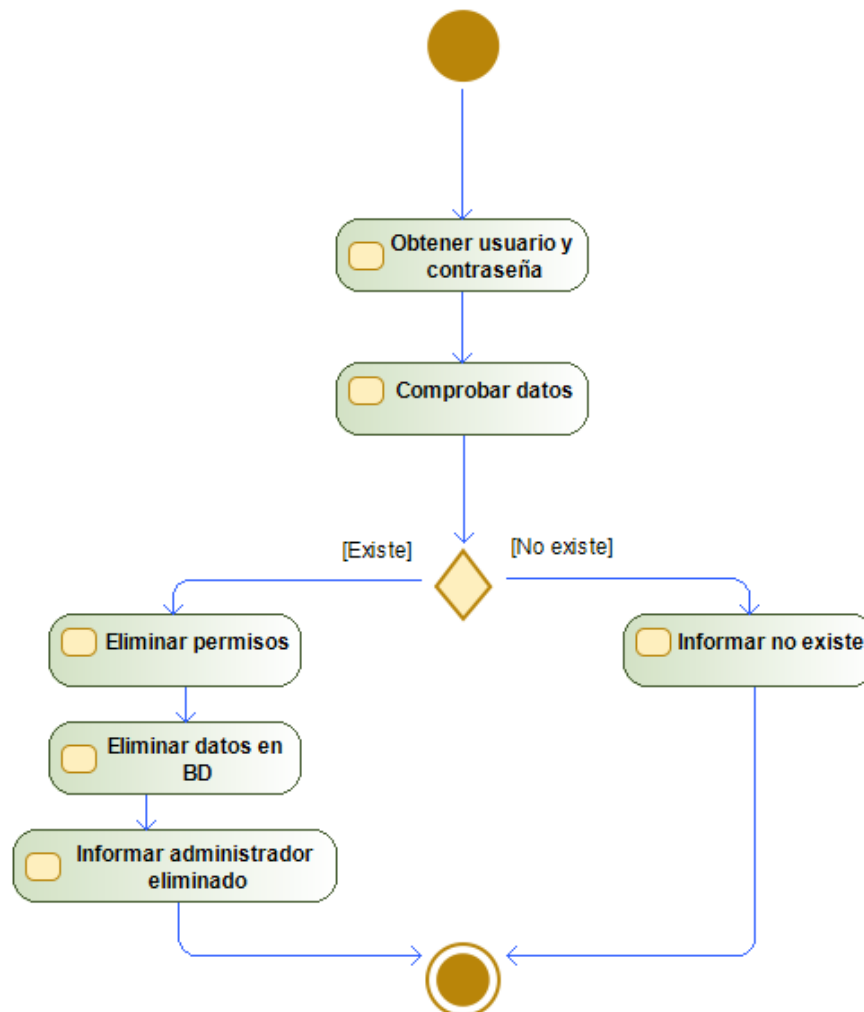 Obtener usuario y
contraseña
Comprobar datos
[Existe]
[No existe]
Eliminar permisos
Informar no existe
Eliminar datos en
BD
Informar administrador
eliminado